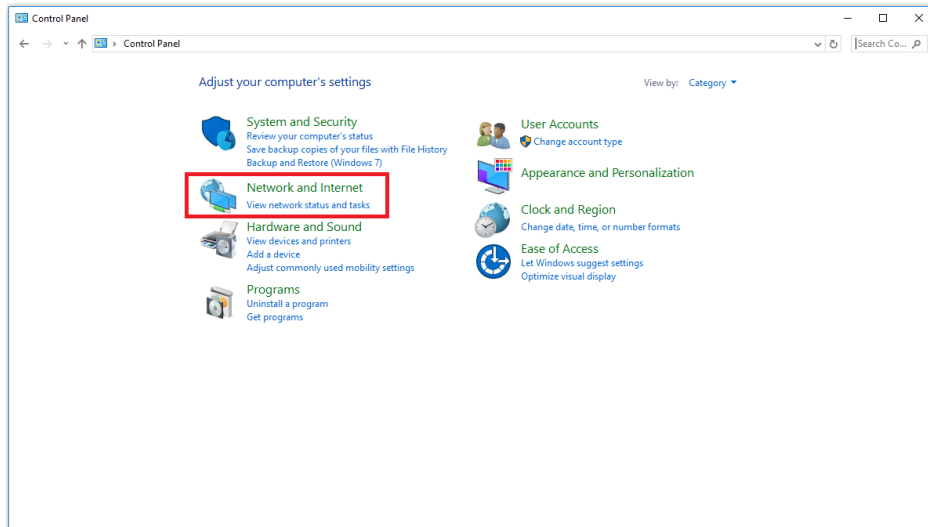 Control Panel
Control Panel
Search Co...
Adjust your computer's settings
View by: Category
System and Security
Review your computer's status
Save backup copies of your files with File History
Backup and Restore (Windows 7)
Network and Internet
View network status and tasks
Hardware and Sound
View devices and printers
Add a device
Adjust commonly used mobility settings
Programs
Uninstall a program
Get programs
User Accounts
Change account type
Appearance and Personalization
Clock and Region
Change date, time, or number formats
Ease of Access
Let Windows suggest settings
Optimize visual display